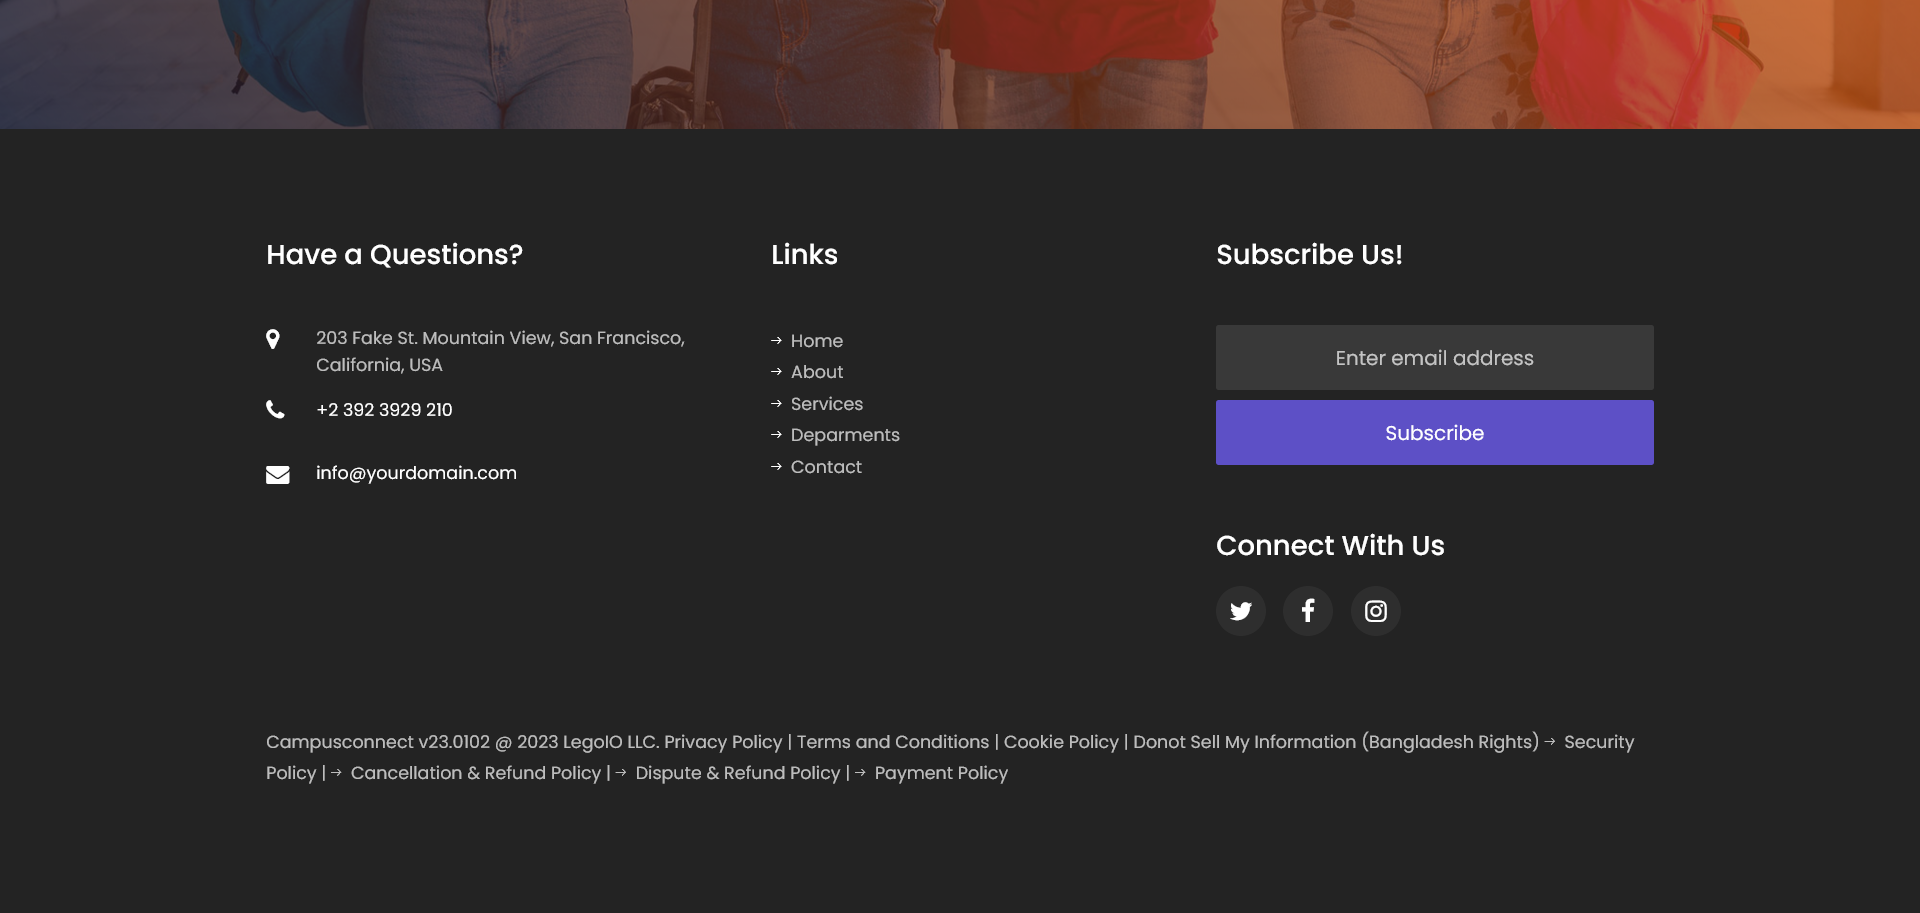 Have a Questions?
203 Fake St. Mountain View, San Francisco,
California, USA
+2 392 3929 210
info@yourdomain.com
Links
Home
About
Services
Deparments
Contact
Subscribe Us!
Enter email address
Subscribe
Connect With Us
Campusconnect v23.0102 @ 2023 LegoIO LLC. Privacy Policy | Terms and Conditions | Cookie Policy | Donot Sell My Information (Bangladesh Rights) → Security
Policy | → Cancellation & Refund Policy | → Dispute & Refund Policy | → Payment Policy